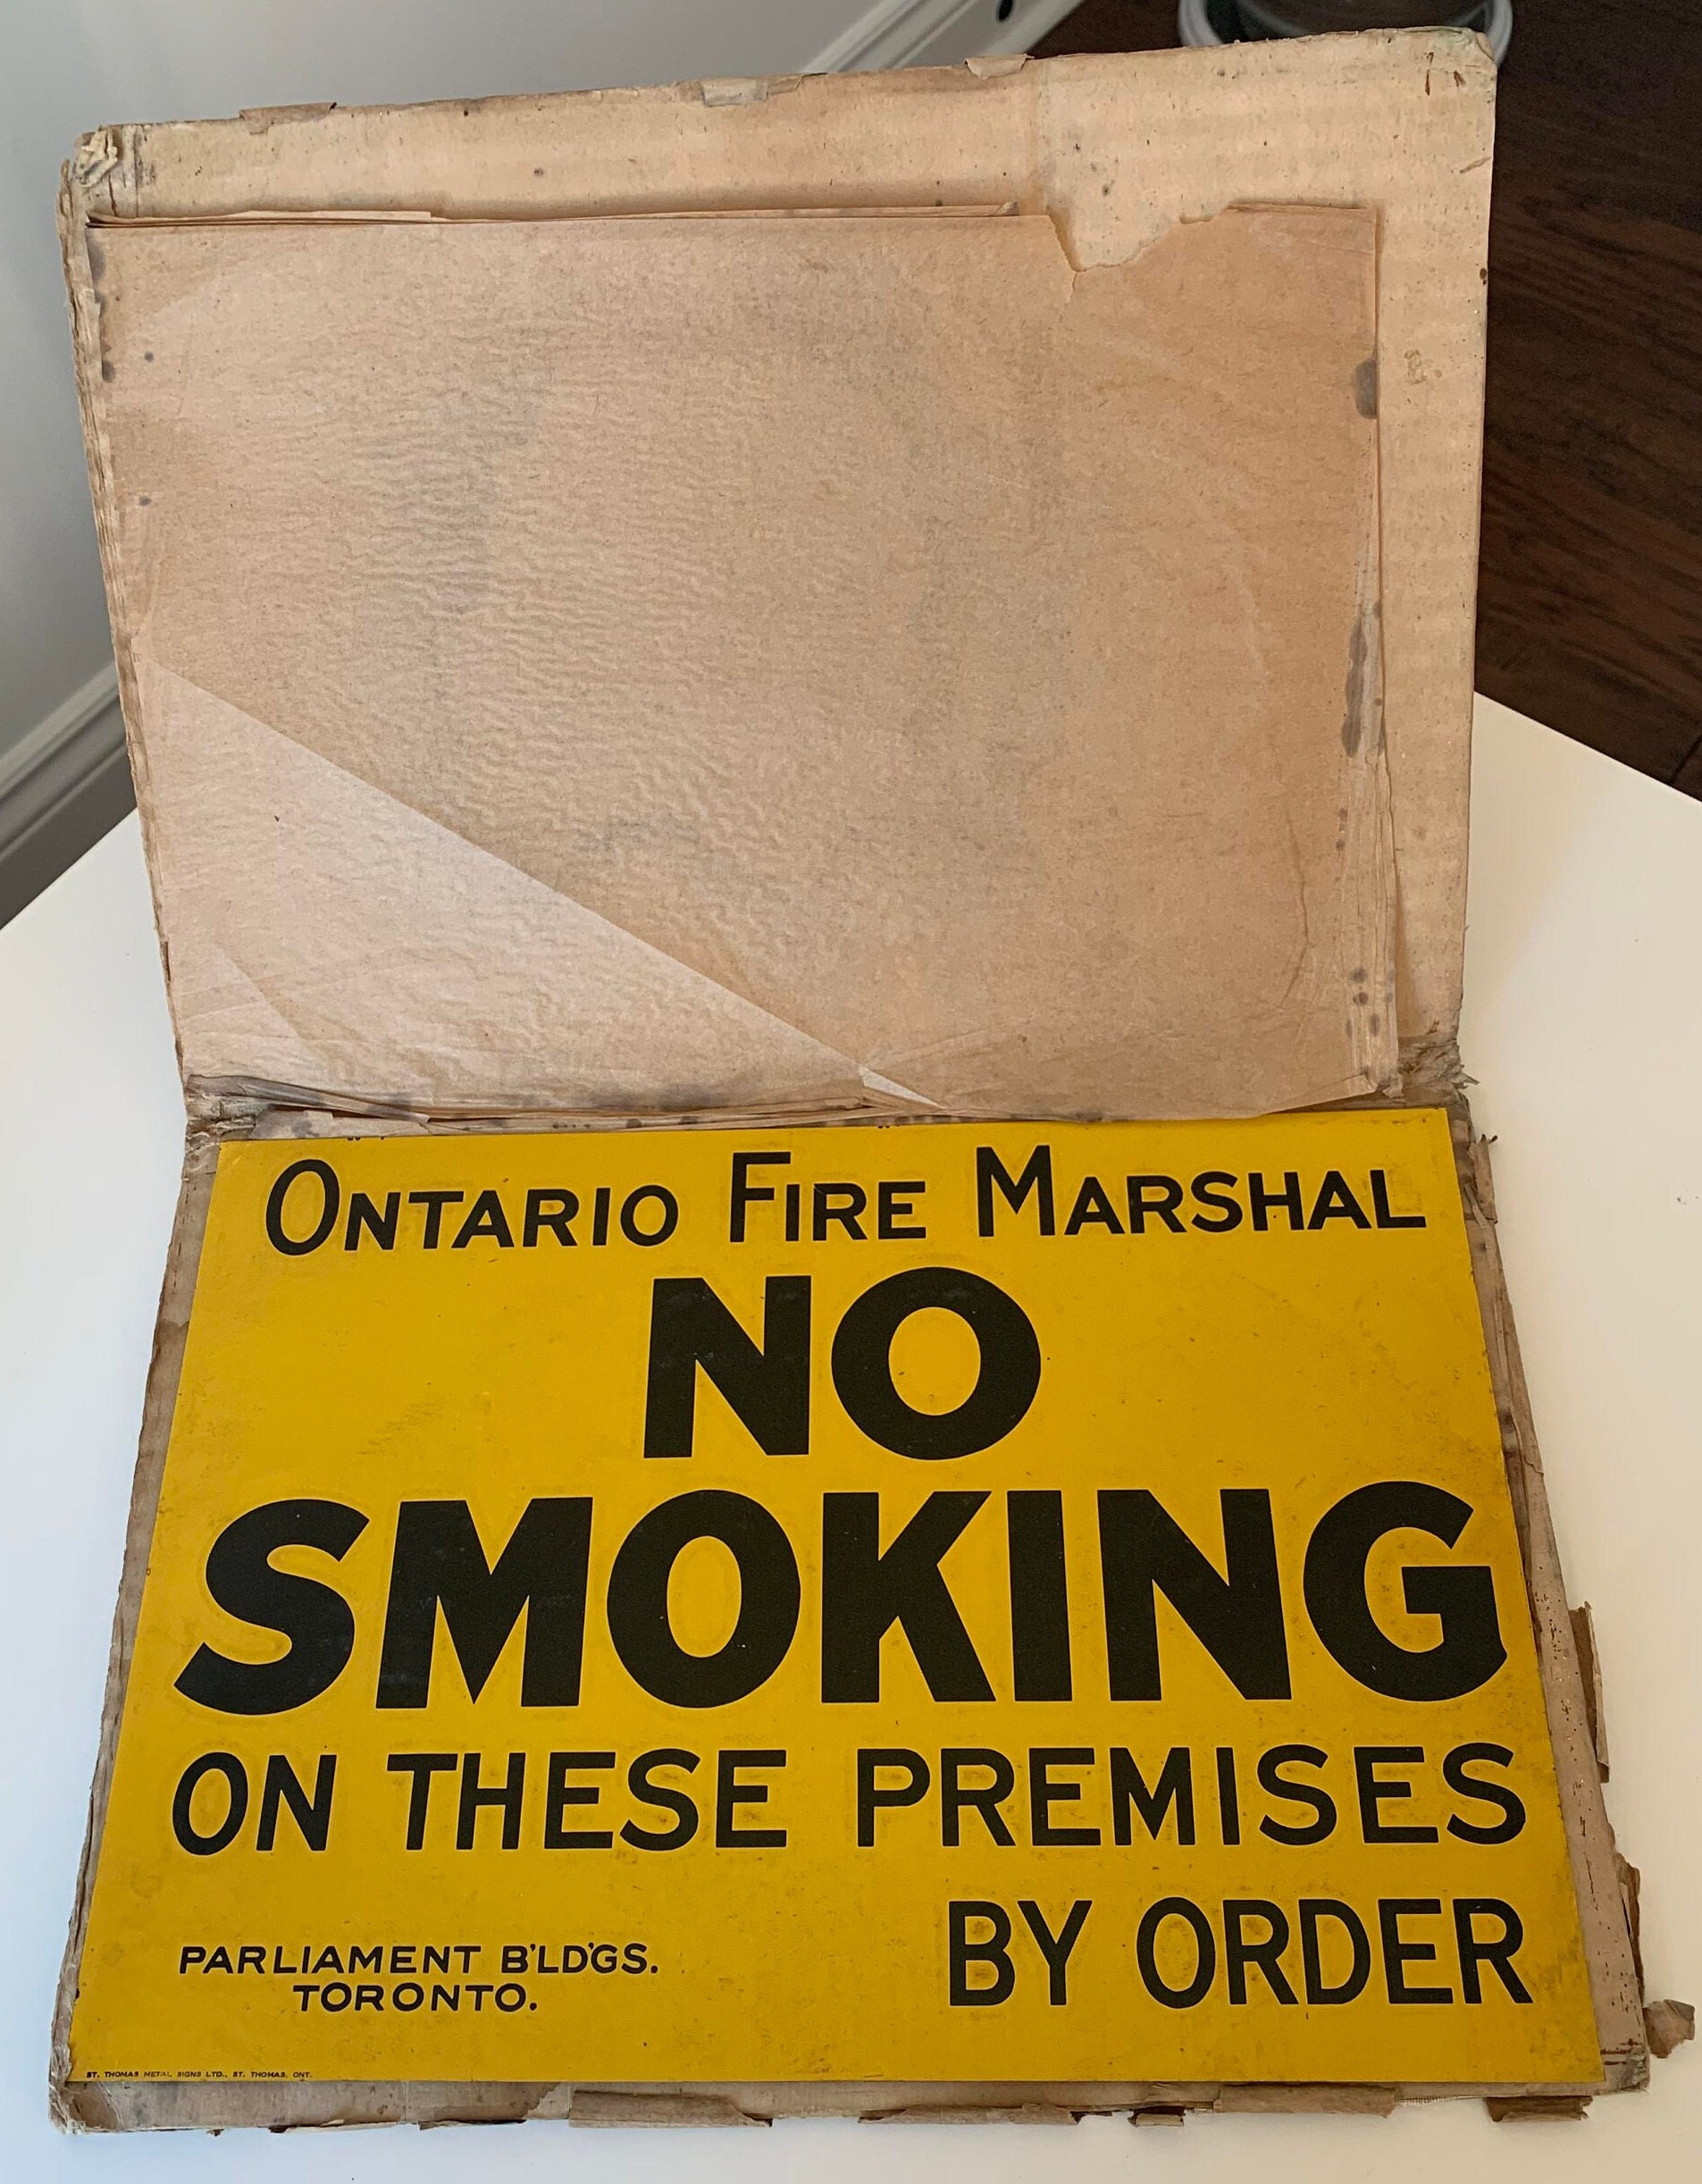 ONTARIO FIRE MARSHAL
NO
SMOKING
ON THESE PREMISES
BY ORDER
PARLIAMENT B'LD'GS.
TORONTO.
ST. THOMAS METAL SIGNS LTD., ST. THOMAS, ONT.